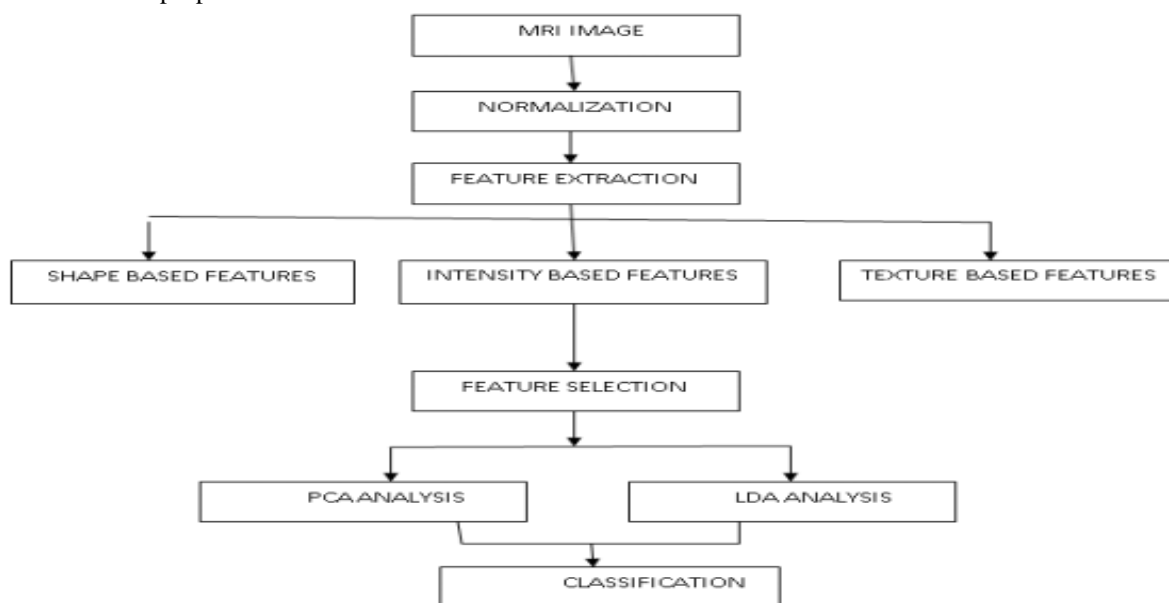 MRI IMAGE
NORMALIZATION
FEATURE EXTRACTION
SHAPE BASED FEATURES
INTENSITY BASED FEATURES
TEXTURE BASED FEATURES
FEATURE SELECTION
PCA ANALYSIS
LDA ANALYSIS
CLASSIFICATION